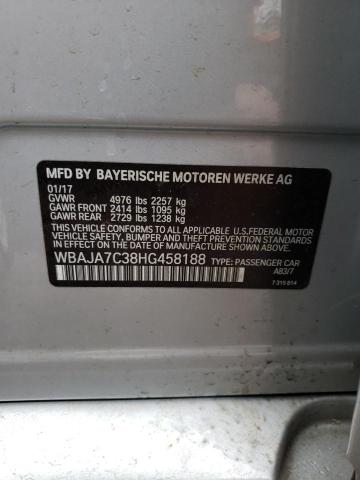 MFD BY BAYERISCHE MOTOREN WERKE AG
01/17
GVWR 4976 lbs 2257 kg
GAWR FRONT 2414 lbs 1095 kg
GAWR REAR 2729 lbs 1238 kg
THIS VEHICLE CONFORMS TO ALL APPLICABLE U.S.FEDERAL MOTOR
VEHICLE SAFETY, BUMPER AND THEFT PREVENTION STANDARDS
IN EFFECT ON THE DATE OF MANUFACTURE
SHOWN ABOVE.
WBAJA7C38HG458188 TYPE: PASSENGER CAR
A83/7
7 315 814